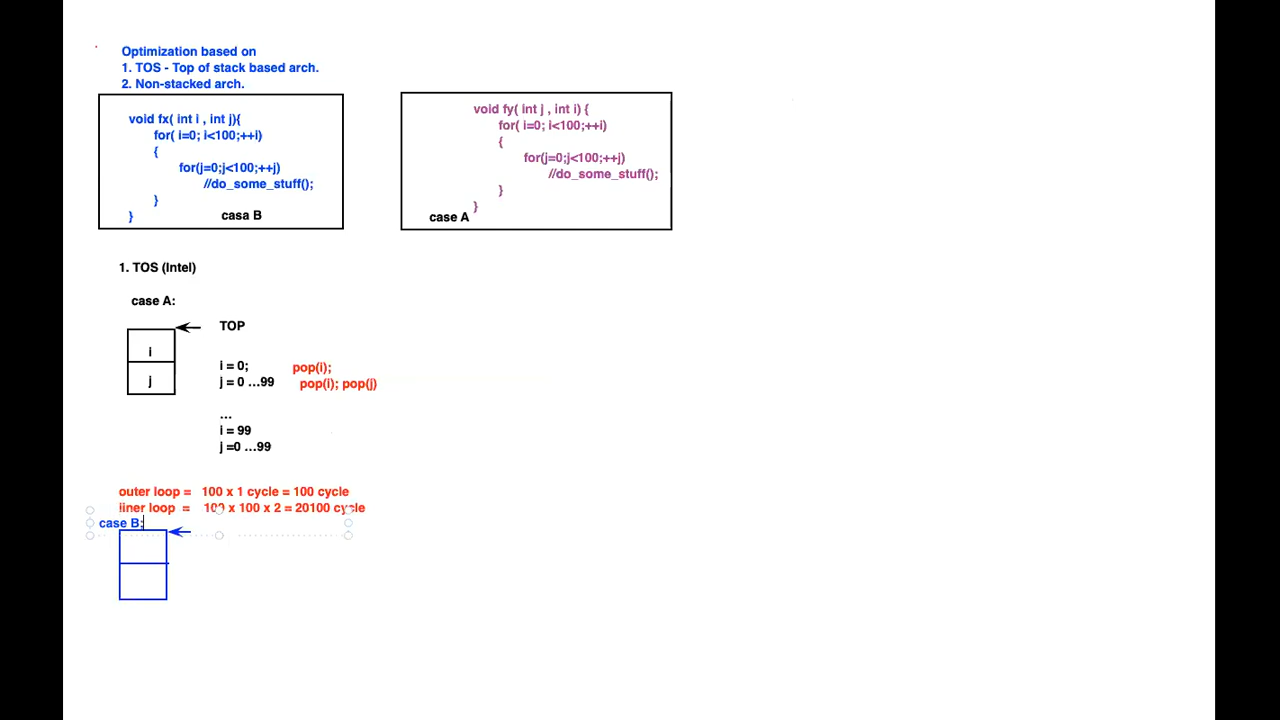 Optimization based on
1. TOS - Top of stack based arch.
2. Non-stacked arch.
void fx( int i , int j){
for( i=0; i<100;++i)
{
for(j=0;j<100;++j)
//do_some_stuff();
}
}
casa B
void fy( int j , int i) {
for( i=0; i<100;++i)
{
for(j=0;j<100;++j)
//do_some_stuff();
}
}
case A
1. TOS (Intel)
case A:
TOP
i
j
i = 0; pop(i);
j = 0 ...99 pop(i); pop(j)
...
i = 99
j =0 ...99
outer loop = 100 x 1 cycle = 100 cycle
iiner loop = 100 x 100 x 2 = 20100 cycle
case B: